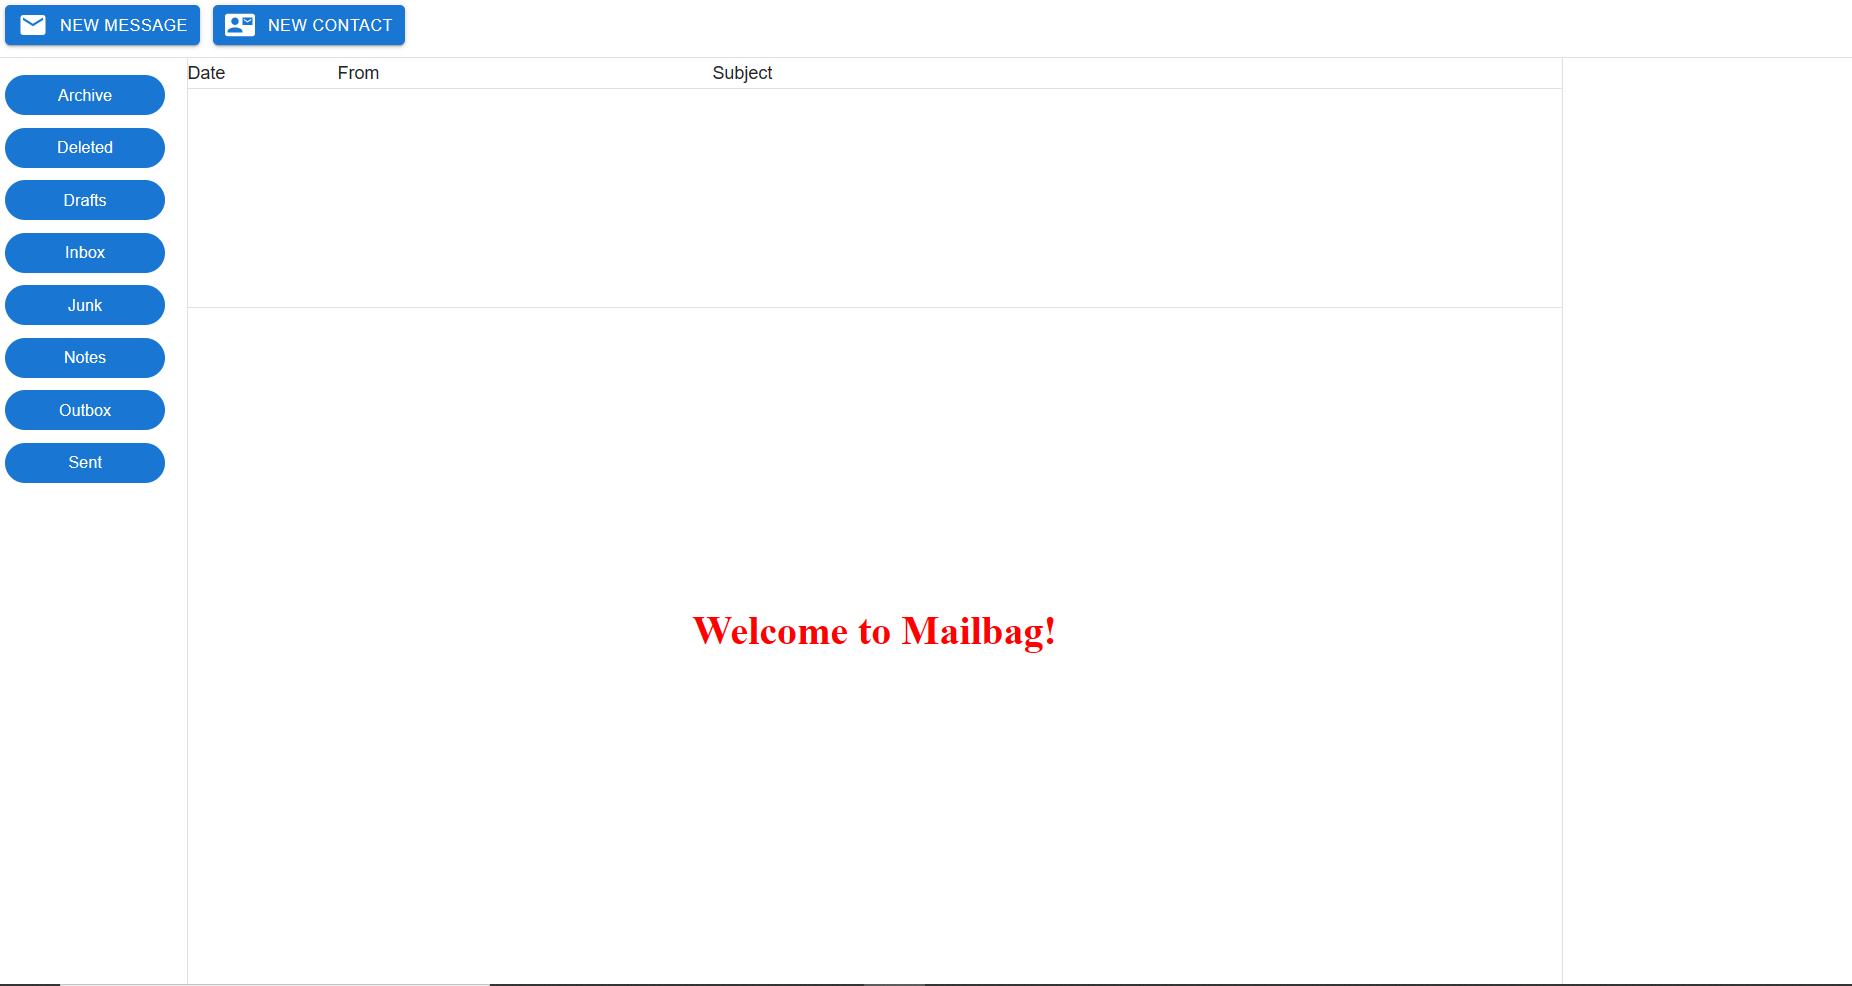 NEW MESSAGE NEW CONTACT
Date From Subject
Archive
Deleted
Drafts
Inbox
Junk
Notes
Outbox
Sent
Welcome to Mailbag!